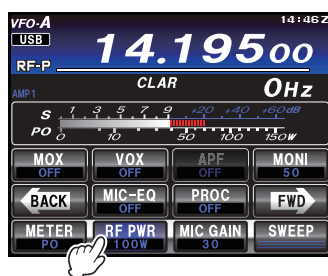 VFO-A 14:46Z
USB
14.19500
RF-P
CLAR 0Hz
AMP1
S 1 3 5 7 9 +20 +40 +60dB
PO 0 10 50 100 150W
MOX VOX APF MONI
OFF OFF OFF 50
BACK MIC-EQ PROC FWD
OFF OFF
METER RF PWR MIC GAIN SWEEP
PO 100W 30